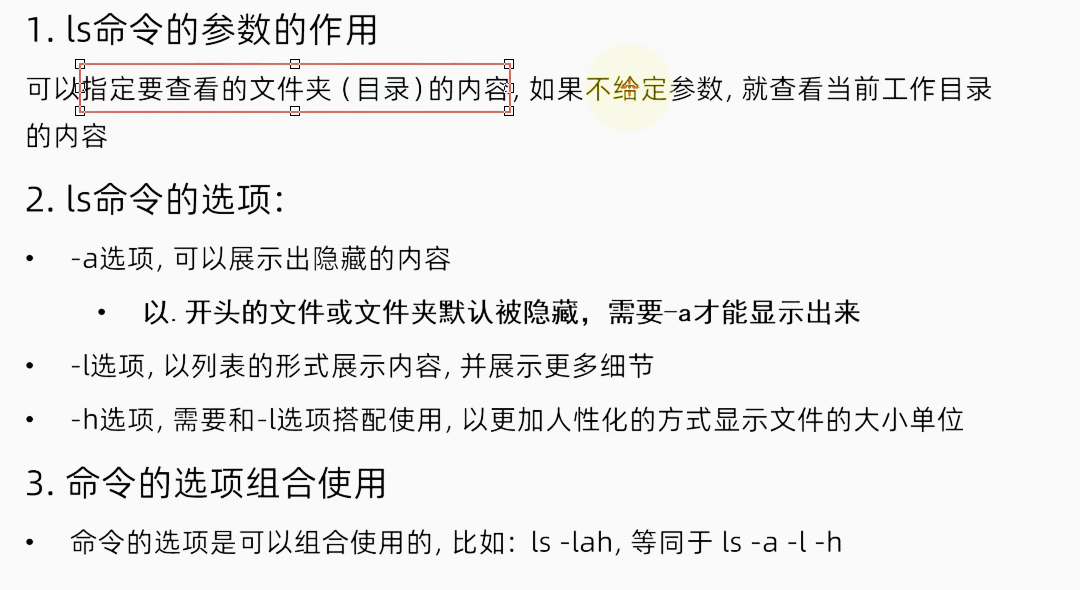 1. ls命令的参数的作用
可以指定要查看的文件夹（目录）的内容, 如果不给定参数, 就查看当前工作目录
的内容
2. ls命令的选项:
• -a选项, 可以展示出隐藏的内容
• 以. 开头的文件或文件夹默认被隐藏，需要-a才能显示出来
• -l选项, 以列表的形式展示内容, 并展示更多细节
• -h选项, 需要和-l选项搭配使用, 以更加人性化的方式显示文件的大小单位
3. 命令的选项组合使用
• 命令的选项是可以组合使用的, 比如: ls -lah, 等同于 ls -a -l -h